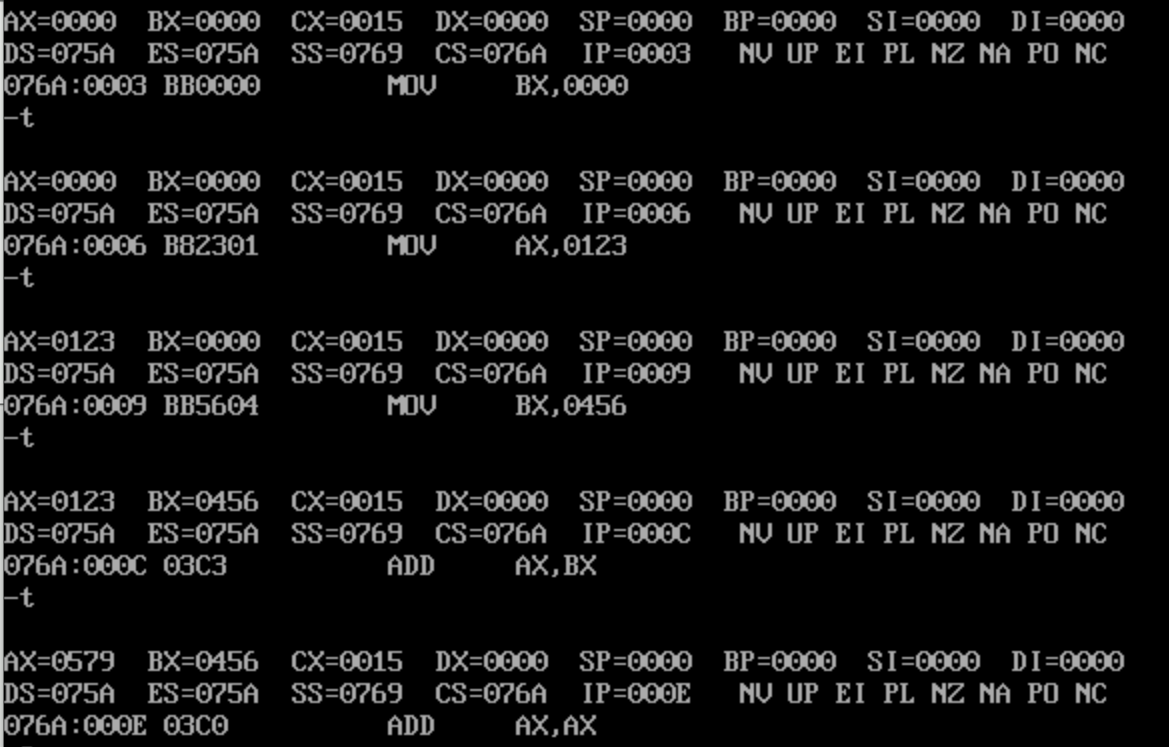 AX=0000  BX=0000  CX=0015  DX=0000  SP=0000  BP=0000  SI=0000  DI=0000
DS=075A  ES=075A  SS=0769  CS=076A  IP=0003   NV UP EI PL NZ NA PO NC
076A:0003 BB0000        MOV     BX,0000
-t
AX=0000  BX=0000  CX=0015  DX=0000  SP=0000  BP=0000  SI=0000  DI=0000
DS=075A  ES=075A  SS=0769  CS=076A  IP=0006   NV UP EI PL NZ NA PO NC
076A:0006 B82301        MOV     AX,0123
-t
AX=0123  BX=0000  CX=0015  DX=0000  SP=0000  BP=0000  SI=0000  DI=0000
DS=075A  ES=075A  SS=0769  CS=076A  IP=0009   NV UP EI PL NZ NA PO NC
076A:0009 BB5604        MOV     BX,0456
-t
AX=0123  BX=0456  CX=0015  DX=0000  SP=0000  BP=0000  SI=0000  DI=0000
DS=075A  ES=075A  SS=0769  CS=076A  IP=000C   NV UP EI PL NZ NA PO NC
076A:000C 03C3          ADD     AX,BX
-t
AX=0579  BX=0456  CX=0015  DX=0000  SP=0000  BP=0000  SI=0000  DI=0000
DS=075A  ES=075A  SS=0769  CS=076A  IP=000E   NV UP EI PL NZ NA PO NC
076A:000E 03C0          ADD     AX,AX